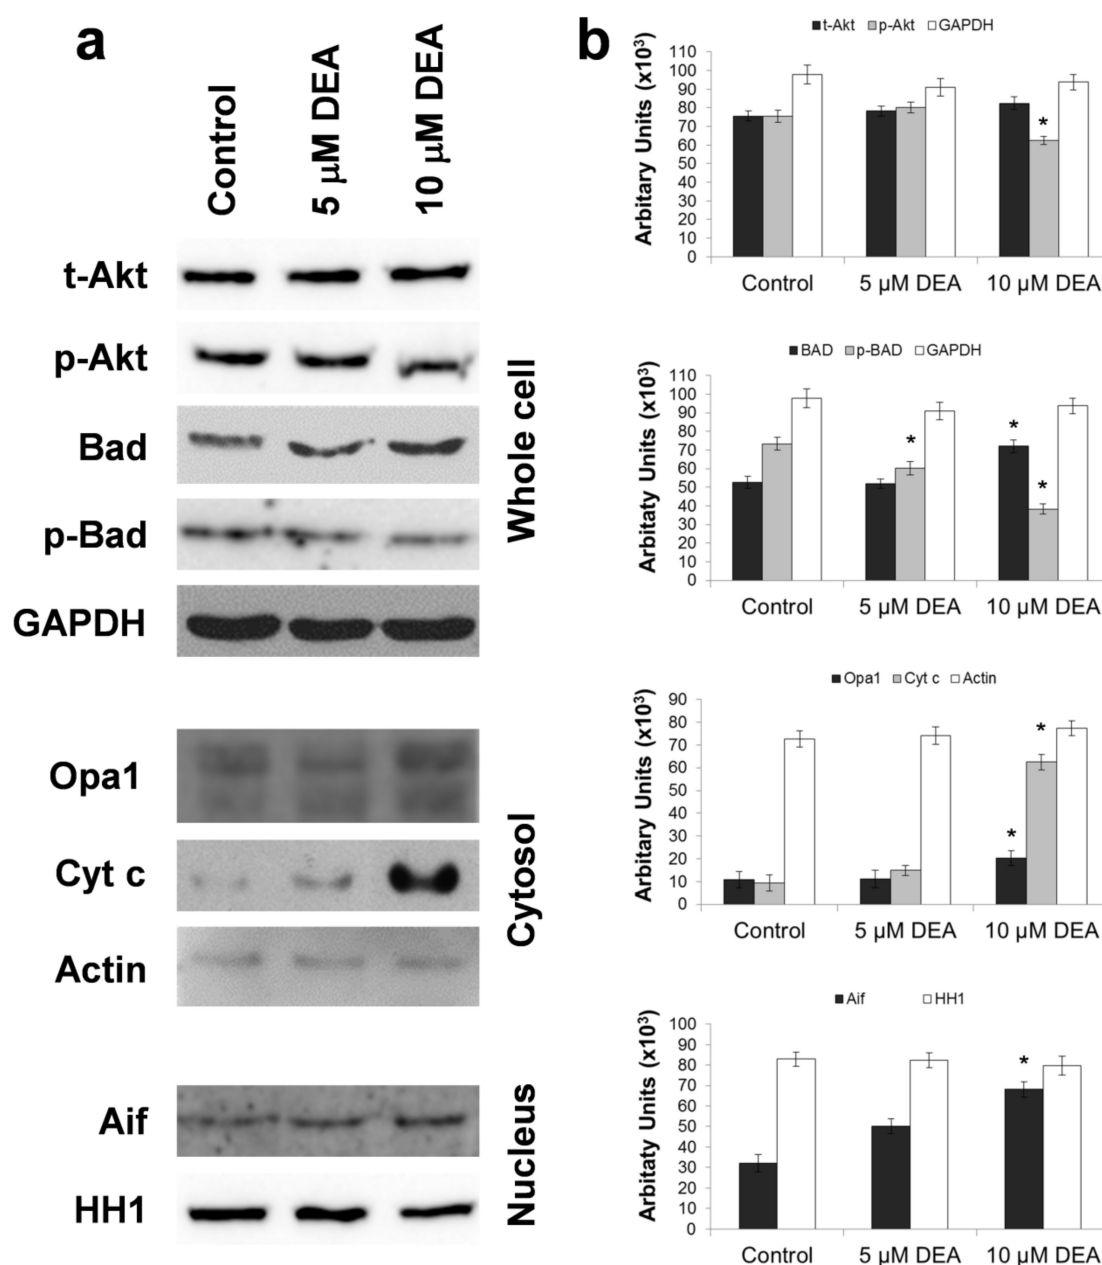 a
Control
5 µM DEA
10 µM DEA
t-Akt
p-Akt
Bad
p-Bad
GAPDH
Whole cell
Opa1
Cyt c
Actin
Cytosol
Aif
HH1
Nucleus
b
t-Akt p-Akt GAPDH
Arbitary Units (x10³)
110
100
90
80
70
60
50
40
30
20
10
0
*
Control 5 µM DEA 10 µM DEA
BAD p-BAD GAPDH
Arbitaty Units (x10³)
110
100
90
80
70
60
50
40
30
20
10
0
*
*
*
Control 5 µM DEA 10 µM DEA
Opa1 Cyt c Actin
Arbitary Units (x10³)
90
80
70
60
50
40
30
20
10
0
*
*
Control 5 µM DEA 10 µM DEA
Aif HH1
Arbitaty Units (x10³)
100
90
80
70
60
50
40
30
20
10
0
*
Control 5 µM DEA 10 µM DEA